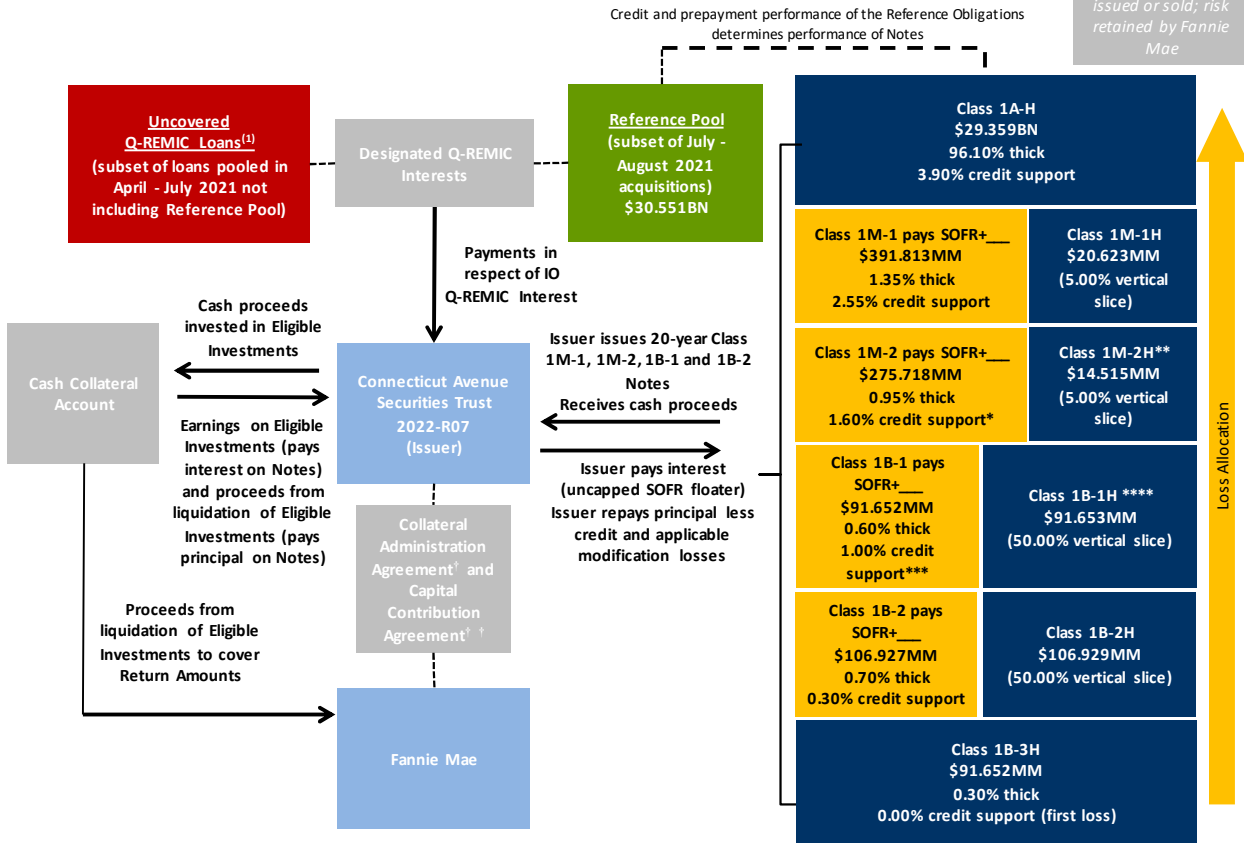 Credit and prepayment performance of the Reference Obligations
determines performance of Notes
issued or sold; risk
retained by Fannie
Mae
Uncovered
Q-REMIC Loans(1)
(subset of loans pooled in
April - July 2021 not
including Reference Pool)
Designated Q-REMIC
Interests
Reference Pool
(subset of July -
August 2021
acquisitions)
$30.551BN
Class 1A-H
$29.359BN
96.10% thick
3.90% credit support
Payments in
respect of IO
Q-REMIC Interest
Class 1M-1 pays SOFR+___
$391.813MM
1.35% thick
2.55% credit support
Class 1M-1H
$20.623MM
(5.00% vertical
slice)
Cash proceeds
invested in Eligible
Investments
Cash Collateral
Account
Connecticut Avenue
Securities Trust
2022-R07
(Issuer)
Issuer issues 20-year Class
1M-1, 1M-2, 1B-1 and 1B-2
Notes
Receives cash proceeds
Class 1M-2 pays SOFR+___
$275.718MM
0.95% thick
1.60% credit support*
Class 1M-2H**
$14.515MM
(5.00% vertical
slice)
Earnings on Eligible
Investments (pays
interest on Notes)
and proceeds from
liquidation of Eligible
Investments (pays
principal on Notes)
Issuer pays interest
(uncapped SOFR floater)
Issuer repays principal less
credit and applicable
modification losses
Class 1B-1 pays
SOFR+___
$91.652MM
0.60% thick
1.00% credit
support***
Class 1B-1H ****
$91.653MM
(50.00% vertical slice)
Collateral
Administration
Agreement† and
Capital
Contribution
Agreement† †
Proceeds from
liquidation of Eligible
Investments to cover
Return Amounts
Class 1B-2 pays
SOFR+___
$106.927MM
0.70% thick
0.30% credit support
Class 1B-2H
$106.929MM
(50.00% vertical slice)
Fannie Mae
Class 1B-3H
$91.652MM
0.30% thick
0.00% credit support (first loss)
Loss Allocation